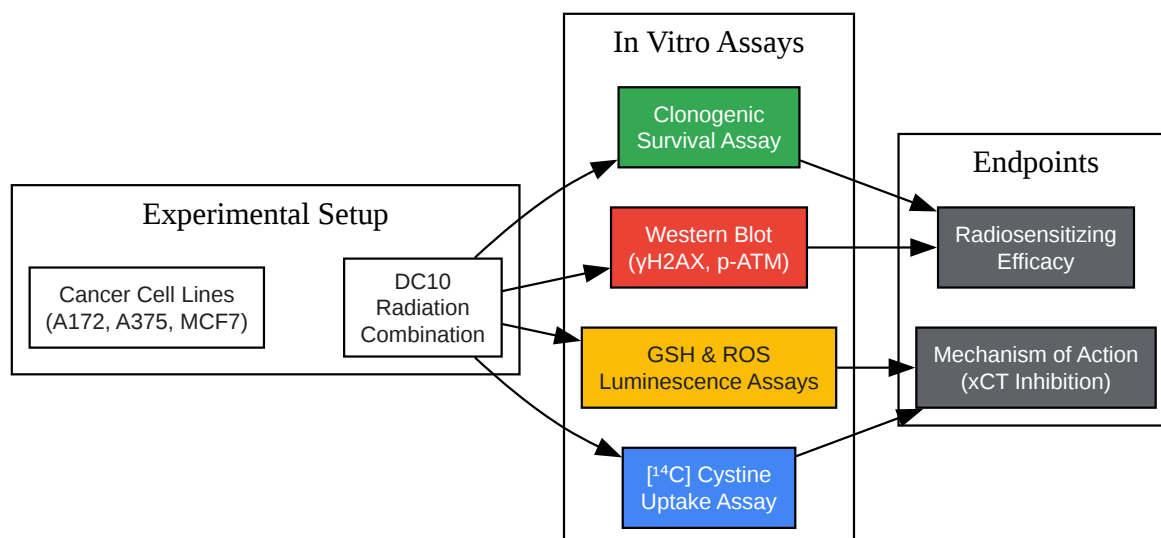 Experimental Setup
Cancer Cell Lines
(A172, A375, MCF7)
DC10
Radiation
Combination
In Vitro Assays
Clonogenic
Survival Assay
Western Blot
(γH2AX, p-ATM)
GSH & ROS
Luminescence Assays
[¹⁴C] Cystine
Uptake Assay
Endpoints
Radiosensitizing
Efficacy
Mechanism of Action
(xCT Inhibition)